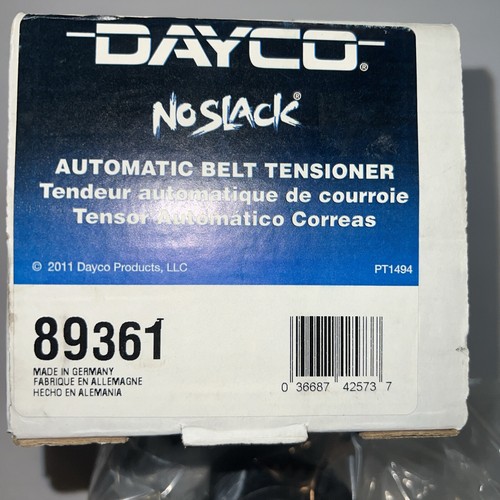 DAYCO®
NOSLACK®
AUTOMATIC BELT TENSIONER
Tendeur automatique de courroie
Tensor Automático Correas
© 2011 Dayco Products, LLC
PT1494
89361
MADE IN GERMANY
FABRIQUE EN ALLEMAGNE
HECHO EN ALEMANIA
0 36687 42573 7